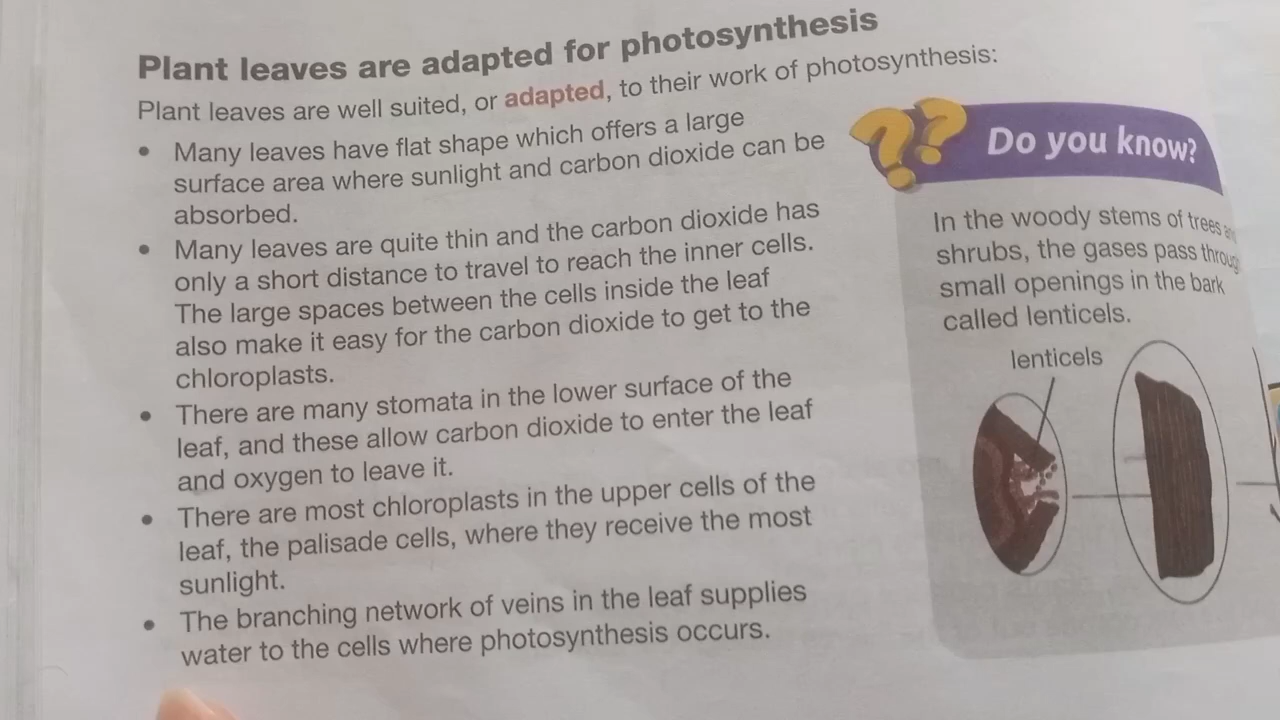 Plant leaves are adapted for photosynthesis
Plant leaves are well suited, or adapted, to their work of photosynthesis:
• Many leaves have flat shape which offers a large
surface area where sunlight and carbon dioxide can be
absorbed.
• Many leaves are quite thin and the carbon dioxide has
only a short distance to travel to reach the inner cells.
The large spaces between the cells inside the leaf
also make it easy for the carbon dioxide to get to the
chloroplasts.
• There are many stomata in the lower surface of the
leaf, and these allow carbon dioxide to enter the leaf
and oxygen to leave it.
• There are most chloroplasts in the upper cells of the
leaf, the palisade cells, where they receive the most
sunlight.
• The branching network of veins in the leaf supplies
water to the cells where photosynthesis occurs.
?? Do you know?
In the woody stems of trees
shrubs, the gases pass
small openings in the bark
called lenticels.
lenticels